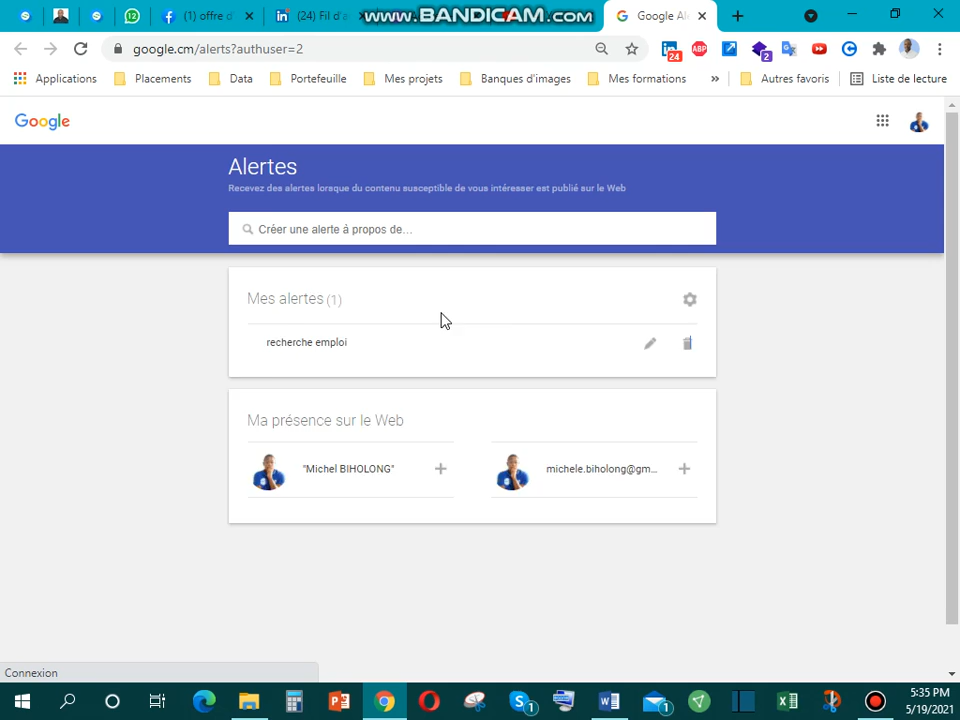 (1) offre d
(24) Fil d'a
WWW.BANDICAM.COM
Google Al
google.cm/alerts?authuser=2
24
ABP
2
Applications
Placements
Data
Portefeuille
Mes projets
Banques d'images
Mes formations
»
Autres favoris
Liste de lecture
Google
Alertes
Recevez des alertes lorsque du contenu susceptible de vous intéresser est publié sur le Web
Créer une alerte à propos de...
Mes alertes (1)
recherche emploi
Ma présence sur le Web
"Michel BIHOLONG"
michele.biholong@gm...
Connexion
5:35 PM
5/19/2021